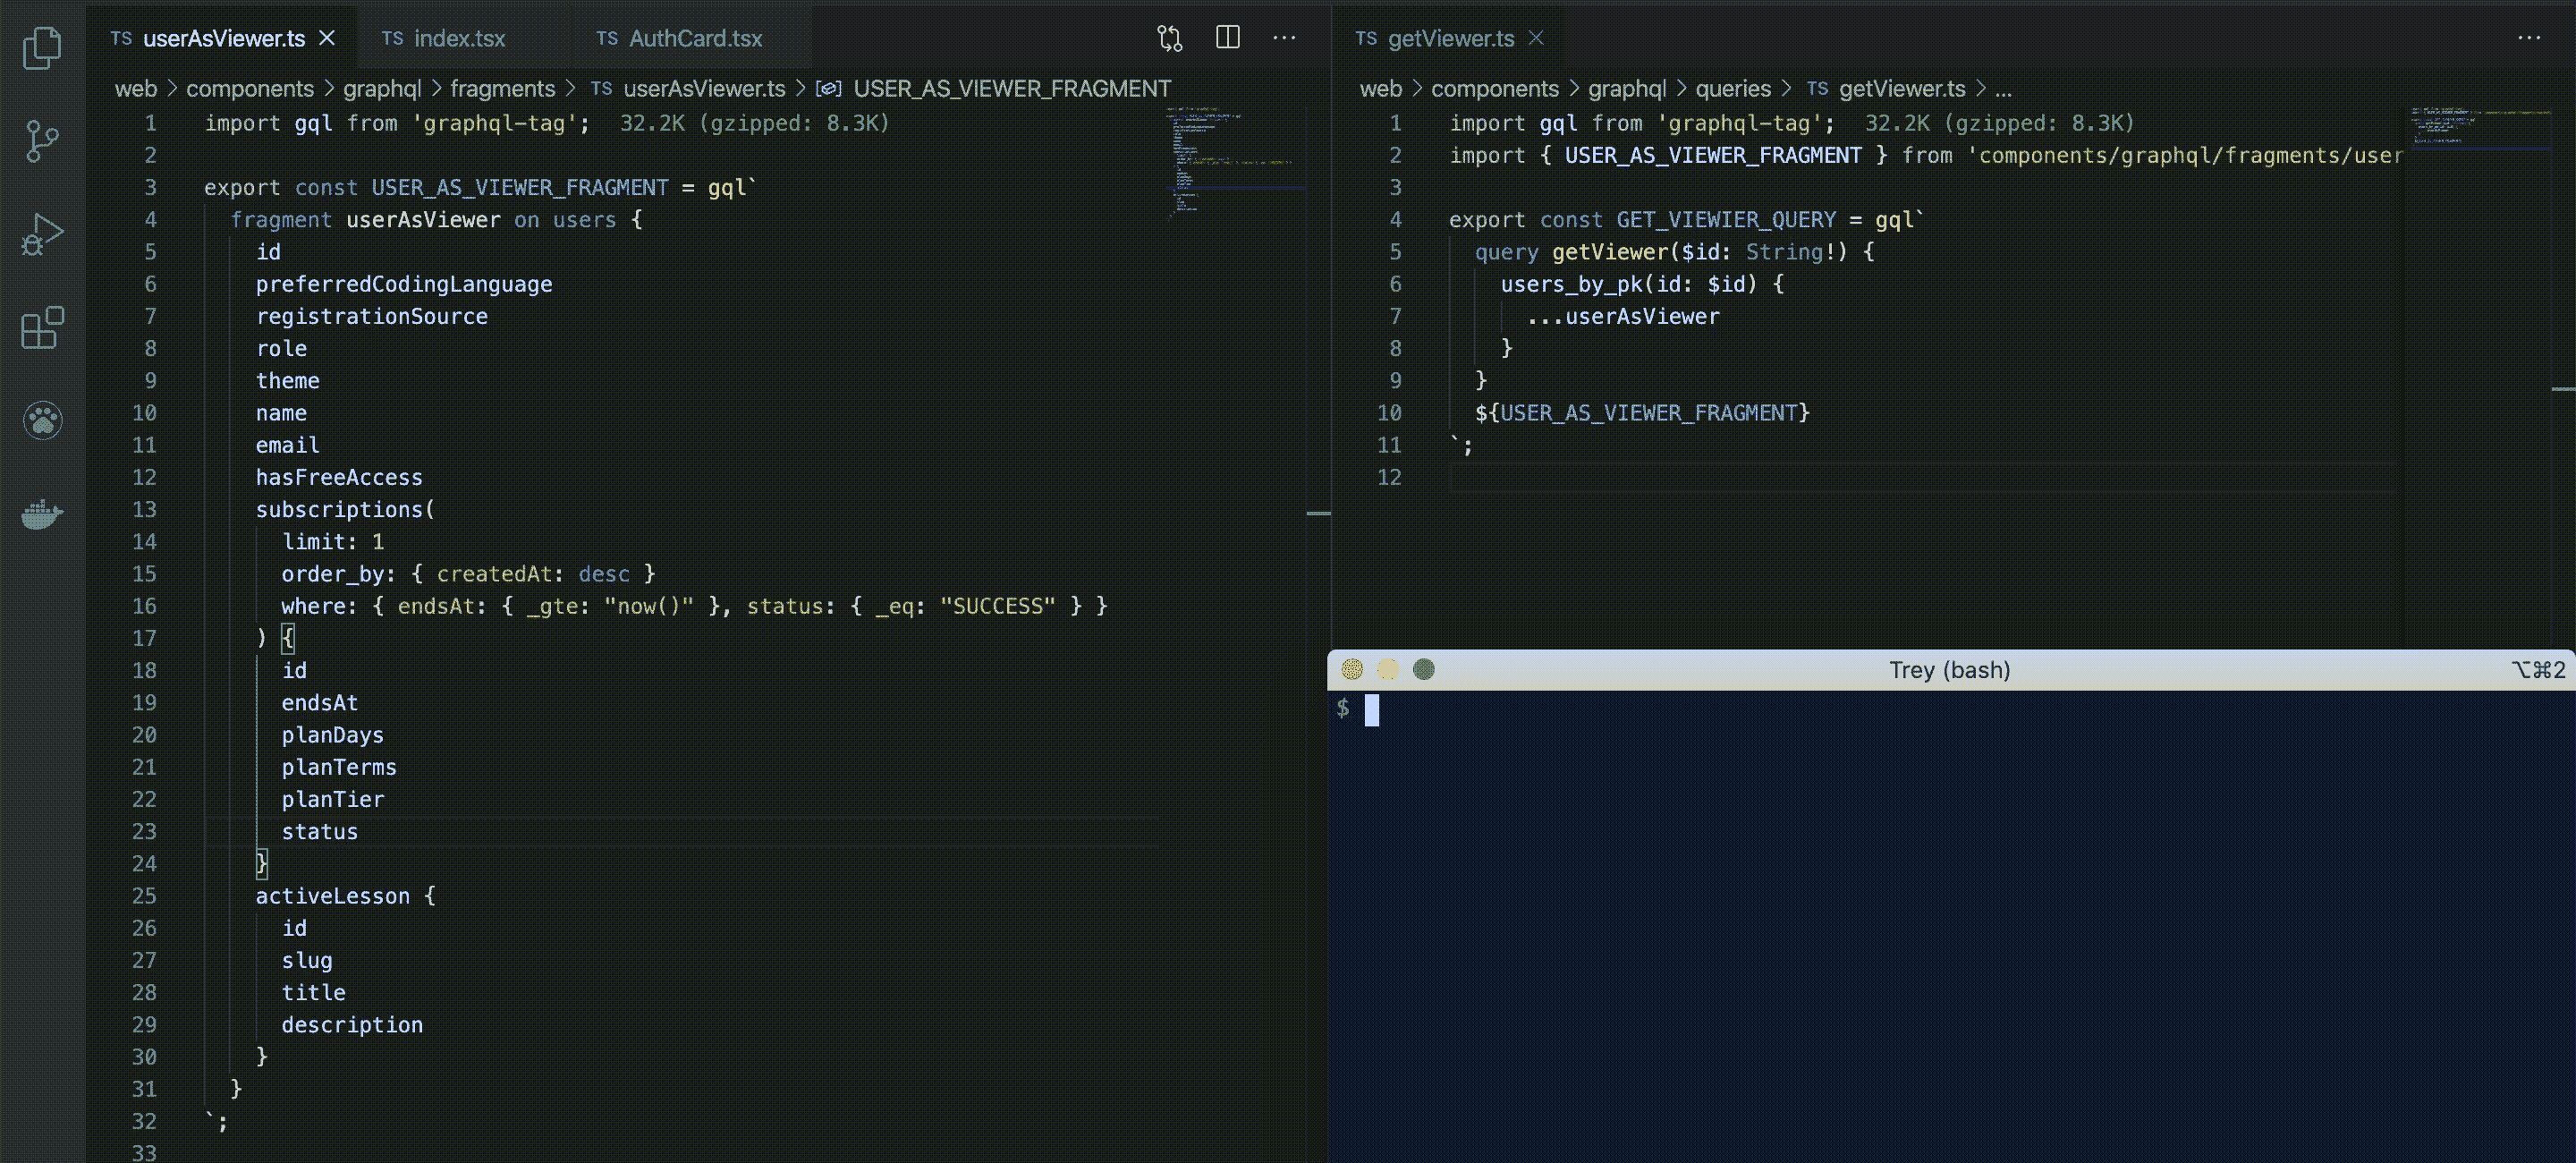 TS userAsViewer.ts
TS index.tsx
TS AuthCard.tsx
web > components > graphql > fragments > TS userAsViewer.ts > USER_AS_VIEWER_FRAGMENT
1 import gql from 'graphql-tag'; 32.2K (gzipped: 8.3K)
2
3 export const USER_AS_VIEWER_FRAGMENT = gql`
4 fragment userAsViewer on users {
5 id
6 preferredCodingLanguage
7 registrationSource
8 role
9 theme
10 name
11 email
12 hasFreeAccess
13 subscriptions(
14 limit: 1
15 order_by: { createdAt: desc }
16 where: { endsAt: { _gte: "now()" }, status: { _eq: "SUCCESS" } }
17 ) {
18 id
19 endsAt
20 planDays
21 planTerms
22 planTier
23 status
24 }
25 activeLesson {
26 id
27 slug
28 title
29 description
30 }
31 }
32 `;
33
TS getViewer.ts
web > components > graphql > queries > TS getViewer.ts > ...
1 import gql from 'graphql-tag'; 32.2K (gzipped: 8.3K)
2 import { USER_AS_VIEWER_FRAGMENT } from 'components/graphql/fragments/user
3
4 export const GET_VIEWIER_QUERY = gql`
5 query getViewer($id: String!) {
6 users_by_pk(id: $id) {
7 ...userAsViewer
8 }
9 }
10 ${USER_AS_VIEWER_FRAGMENT}
11 `;
12
Trey (bash)
⌥⌘2
$